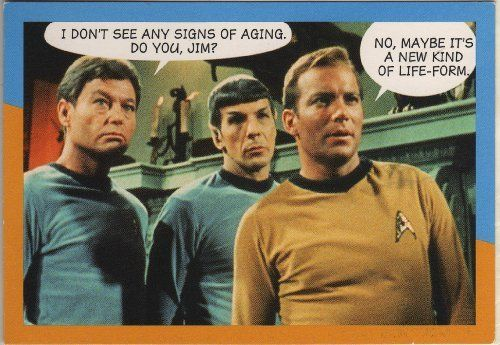 I DON'T SEE ANY SIGNS OF AGING.
DO YOU, JIM?
NO, MAYBE IT'S
A NEW KIND
OF LIFE-FORM.